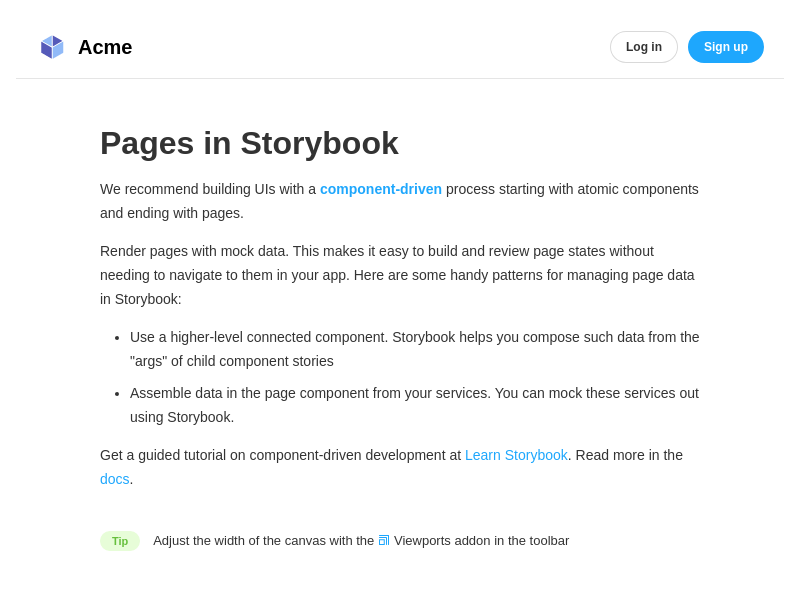 Acme
Log in
Sign up
Pages in Storybook
We recommend building UIs with a component-driven process starting with atomic components
and ending with pages.
Render pages with mock data. This makes it easy to build and review page states without
needing to navigate to them in your app. Here are some handy patterns for managing page data
in Storybook:
• Use a higher-level connected component. Storybook helps you compose such data from the
"args" of child component stories
• Assemble data in the page component from your services. You can mock these services out
using Storybook.
Get a guided tutorial on component-driven development at Learn Storybook. Read more in the
docs.
Tip Adjust the width of the canvas with the Viewports addon in the toolbar